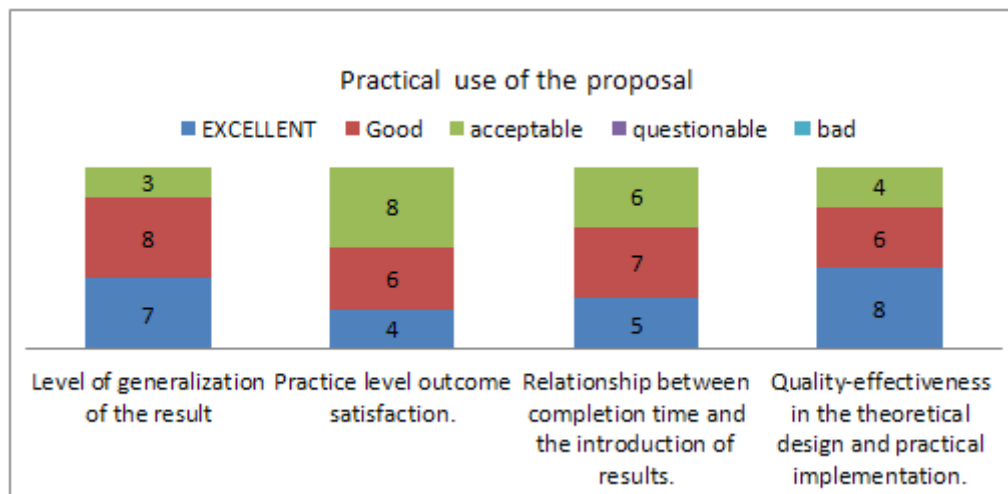 Practical use of the proposal
EXCELLENT Good acceptable questionable bad
3 8 6 4
8 6 7 6
7 4 5 8
Level of generalization of the result
Practice level outcome satisfaction.
Relationship between completion time and the introduction of results.
Quality-effectiveness in the theoretical design and practical implementation.